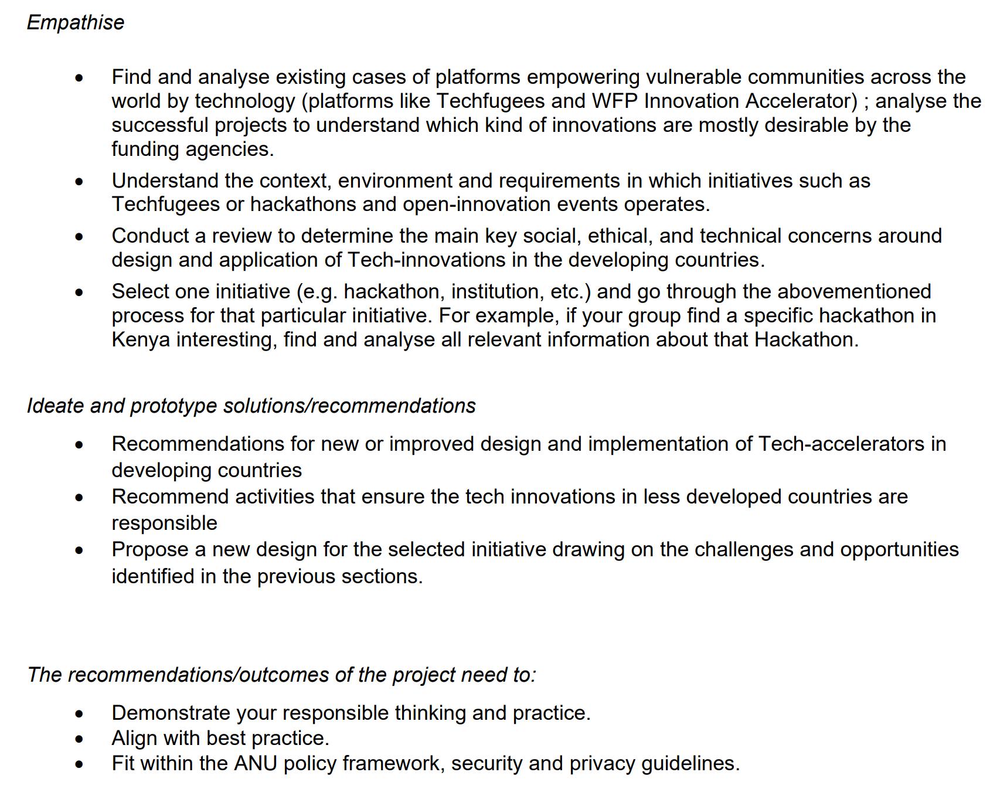 Empathise
• Find and analyse existing cases of platforms empowering vulnerable communities across the
world by technology (platforms like Techfugees and WFP Innovation Accelerator) ; analyse the
successful projects to understand which kind of innovations are mostly desirable by the
funding agencies.
• Understand the context, environment and requirements in which initiatives such as
Techfugees or hackathons and open-innovation events operates.
• Conduct a review to determine the main key social, ethical, and technical concerns around
design and application of Tech-innovations in the developing countries.
• Select one initiative (e.g. hackathon, institution, etc.) and go through the abovementioned
process for that particular initiative. For example, if your group find a specific hackathon in
Kenya interesting, find and analyse all relevant information about that Hackathon.
Ideate and prototype solutions/recommendations
• Recommendations for new or improved design and implementation of Tech-accelerators in
developing countries
• Recommend activities that ensure the tech innovations in less developed countries are
responsible
• Propose a new design for the selected initiative drawing on the challenges and opportunities
identified in the previous sections.
The recommendations/outcomes of the project need to:
• Demonstrate your responsible thinking and practice.
• Align with best practice.
• Fit within the ANU policy framework, security and privacy guidelines.